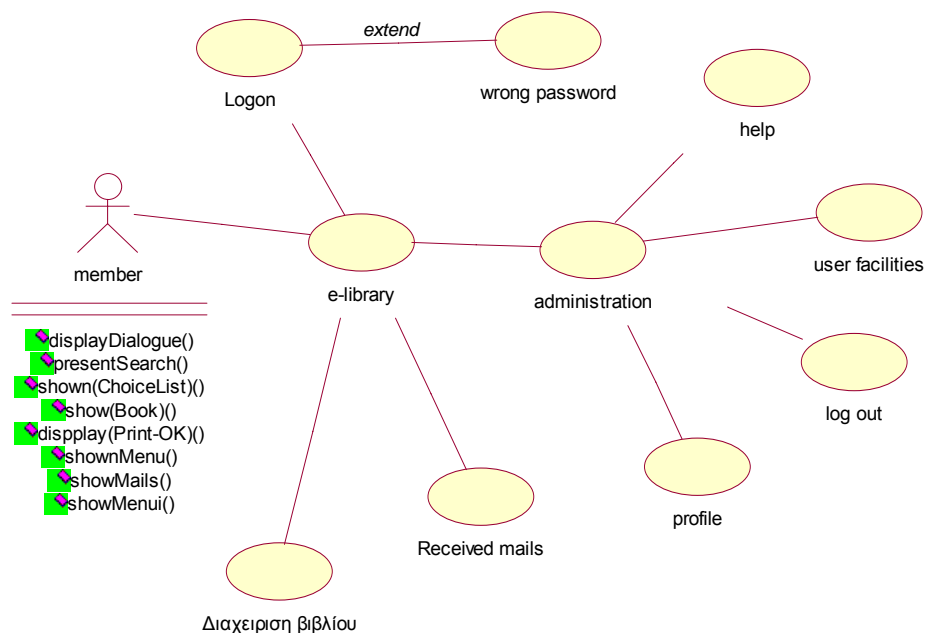 extend
Logon
wrong password
help
member
e-library
administration
user facilities
log out
profile
Received mails
Διαχειριση βιβλίου
displayDialogue()
presentSearch()
shown(ChoiceList)()
show(Book)()
dispplay(Print-OK)()
shownMenu()
showMails()
showMenui()